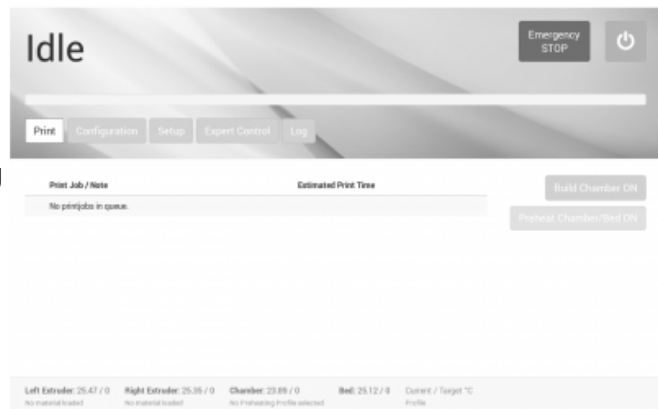 Idle
Emergency
STOP
Print Configuration Setup Expert Control Log
Print Job / Note Estimated Print Time
No printjobs in queue.
Build Chamber ON
Preheat Chamber/Bed ON
Left Extruder: 25.47 / 0 Right Extruder: 25.35 / 0 Chamber: 23.89 / 0 Bed: 25.12 / 0 Current / Target °C
No material loaded No material loaded No Preheating Profile selected Profile